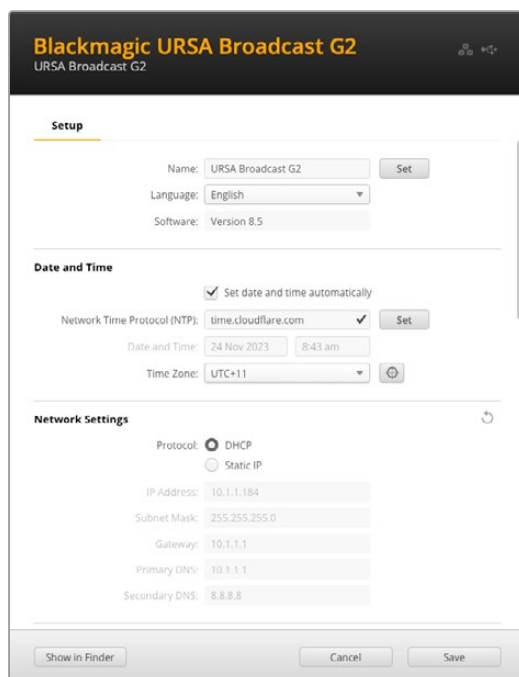 Blackmagic URSA Broadcast G2
URSA Broadcast G2
Setup
Name: URSA Broadcast G2 Set
Language: English
Software: Version 8.5
Date and Time
Set date and time automatically
Network Time Protocol (NTP): time.cloudflare.com Set
Date and Time: 24 Nov 2023 8:43 am
Time Zone: UTC+11
Network Settings
Protocol: DHCP
Static IP
IP Address: 10.1.1.184
Subnet Mask: 255.255.255.0
Gateway: 10.1.1.1
Primary DNS: 10.1.1.1
Secondary DNS: 8.8.8.8
Show in Finder Cancel Save